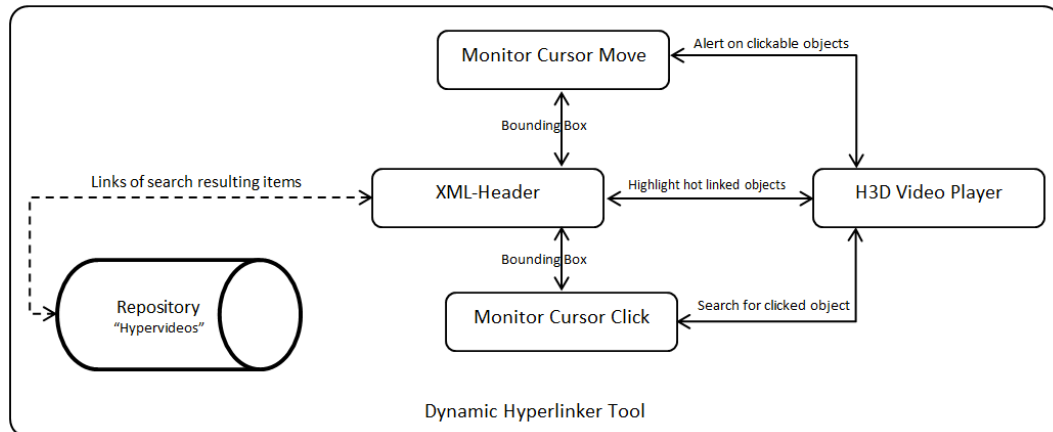 Monitor Cursor Move
Alert on clickable objects
Bounding Box
Links of search resulting items
XML-Header
Highlight hot linked objects
H3D Video Player
Bounding Box
Repository
“Hypervideos”
Monitor Cursor Click
Search for clicked object
Dynamic Hyperlinker Tool